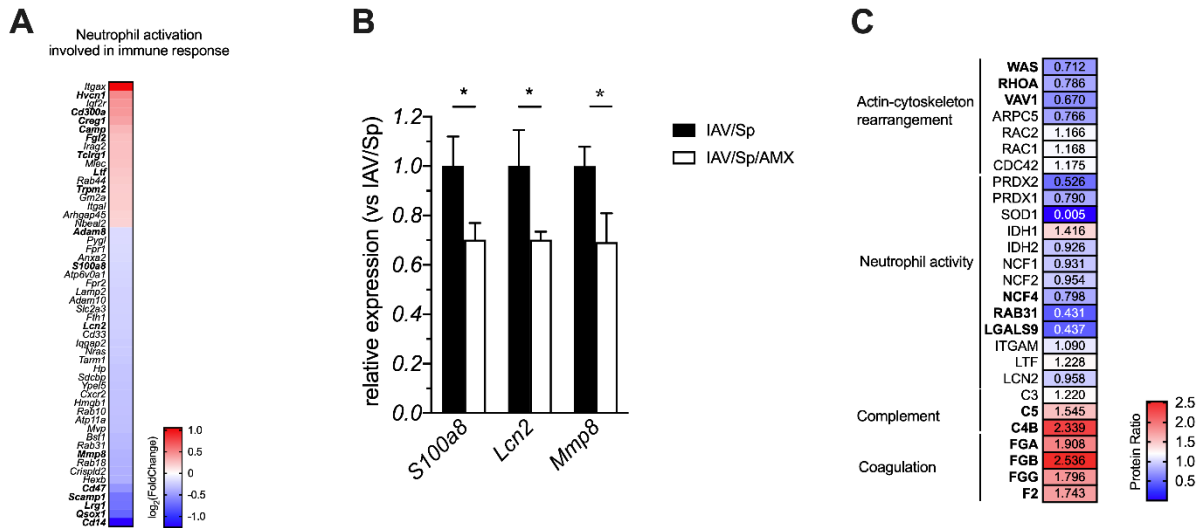 A
Neutrophil activation
involved in immune response
Itgax
Hvcn1
Igf2r
Cd300a
Creg1
Camp
Fgl2
Irag2
Tcirg1
Mlec
Ltf
Rab44
Trpm2
Gm2a
Itgal
Arhgap45
Nbeal2
Adam8
Pygl
Fpr1
Anxa2
S100a8
Atp6v0a1
Fpr2
Lamp2
Adam10
Slc2a3
Fth1
Lcn2
Cd33
Iqgap2
Nras
Tarm1
Hp
Sdcbp
Ypel5
Cxcr2
Hmgb1
Rab10
Atp11a
Mvp
Bst1
Rab31
Mmp8
Rab18
Crispld2
Hexb
Cd47
Scamp1
Lrg1
Qsox1
Cd14
1.0
0.5
0
-0.5
-1.0
log2(FoldChange)
B
relative expression (vs IAV/Sp)
1.2
1.0
0.8
0.6
0.4
0.2
0.0
* * *
S100a8 Lcn2 Mmp8
IAV/Sp
IAV/Sp/AMX
C
Actin-cytoskeleton
rearrangement
Neutrophil activity
Complement
Coagulation
WAS 0.712
RHOA 0.786
VAV1 0.670
ARPC5 0.766
RAC2 1.166
RAC1 1.168
CDC42 1.175
PRDX2 0.526
PRDX1 0.790
SOD1 0.005
IDH1 1.416
IDH2 0.926
NCF1 0.931
NCF2 0.954
NCF4 0.798
RAB31 0.431
LGALS9 0.437
ITGAM 1.090
LTF 1.228
LCN2 0.958
C3 1.220
C5 1.545
C4B 2.339
FGA 1.908
FGB 2.536
FGG 1.796
F2 1.743
2.5
2.0
1.5
1.0
0.5
Protein Ratio